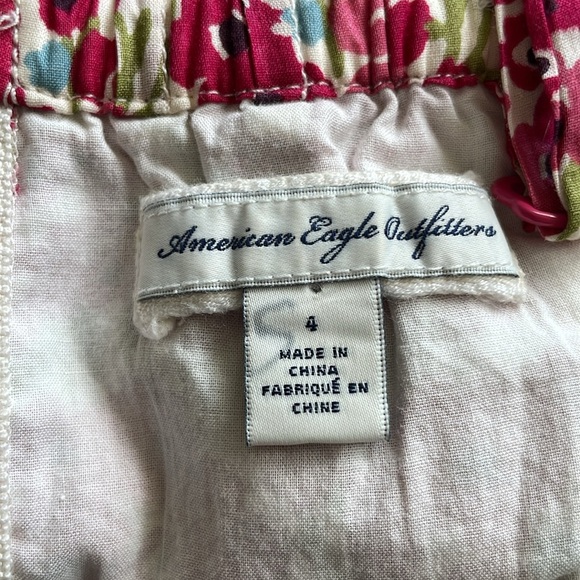 American Eagle Outfitters
4
MADE IN
CHINA
FABRIQUÉ EN
CHINE